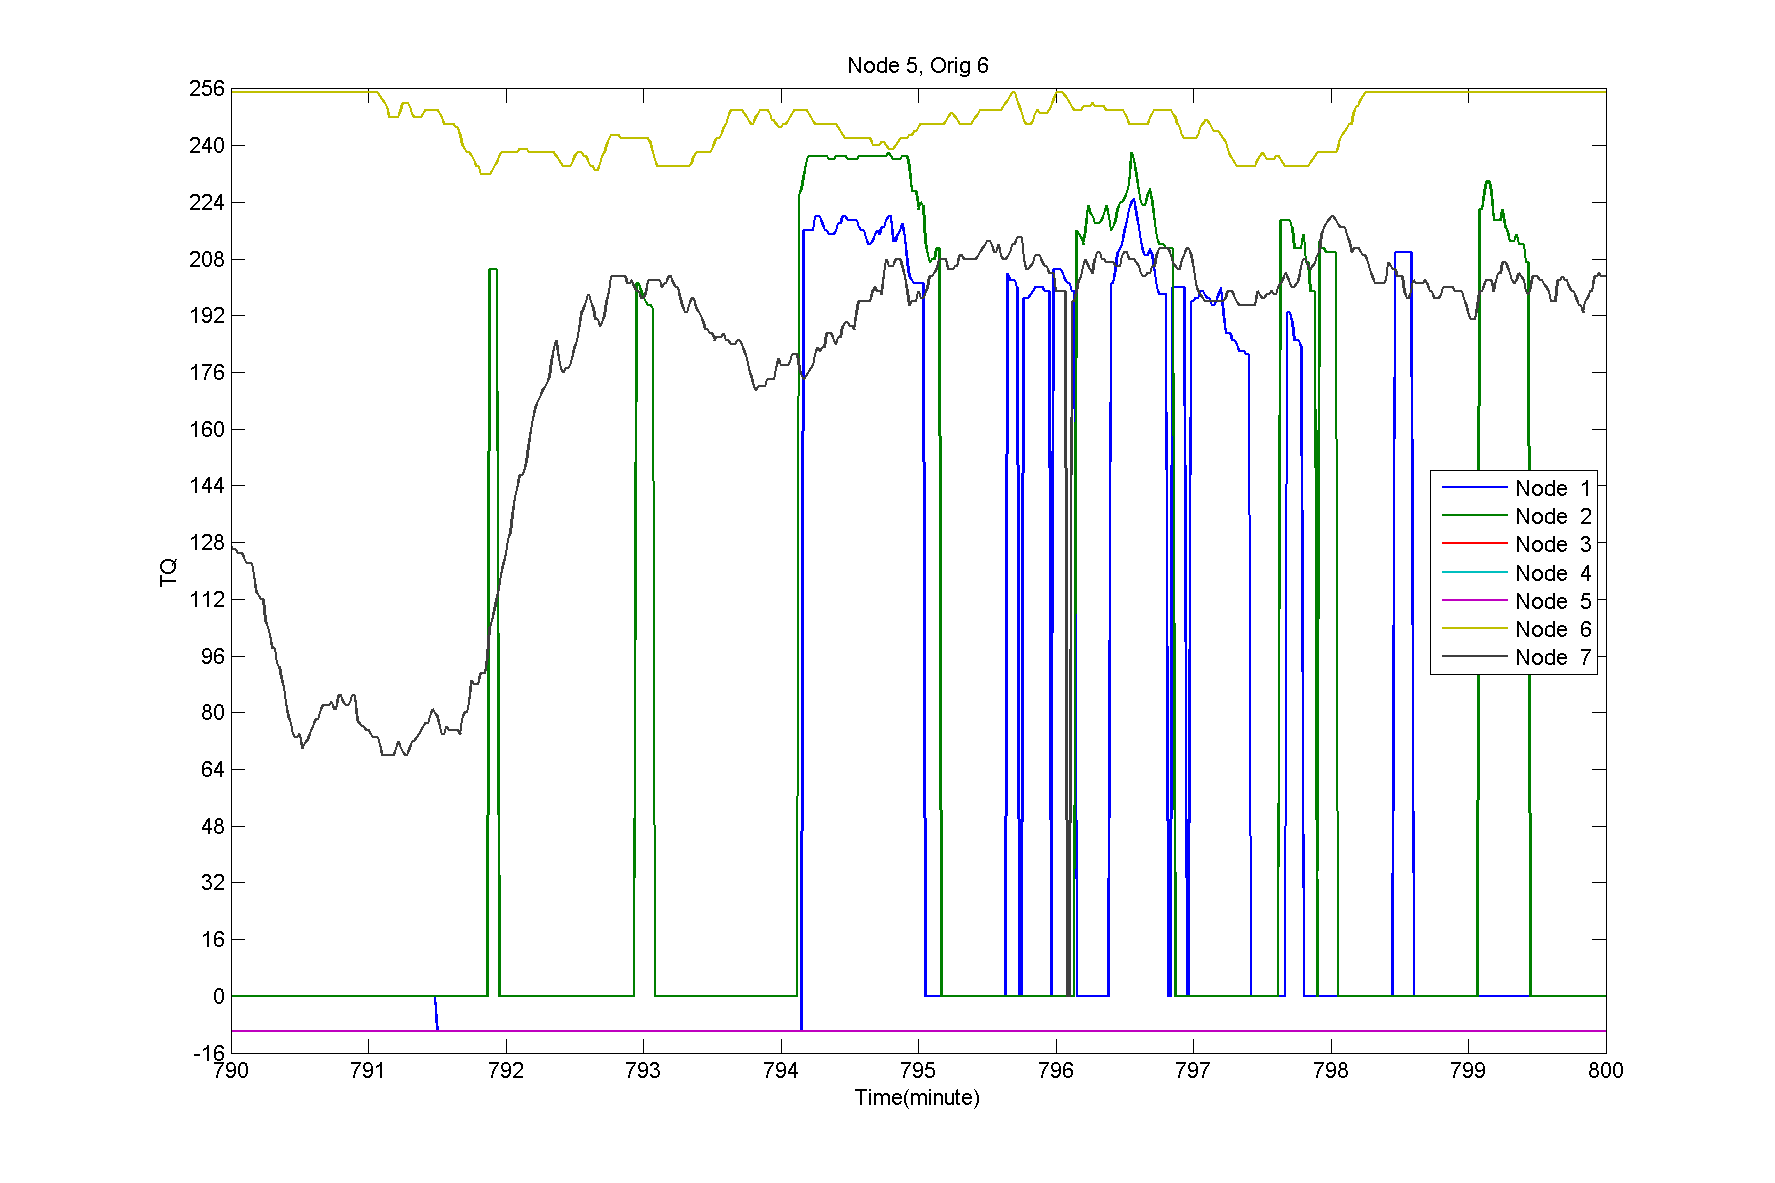 Node 5, Orig 6
256
240
224
208
192
176
160
144
128
112
96
80
64
48
32
16
0
-16
TQ
790 791 792 793 794 795 796 797 798 799 800
Time(minute)
Node 1
Node 2
Node 3
Node 4
Node 5
Node 6
Node 7